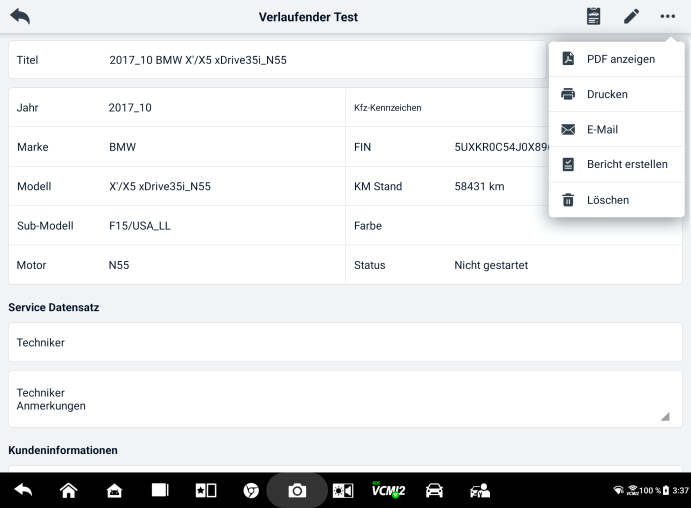 Verlaufender Test
Titel 2017_10 BMW X'/X5 xDrive35i_N55
PDF anzeigen
Drucken
E-Mail
Bericht erstellen
Löschen
Jahr 2017_10 Kfz-Kennzeichen
Marke BMW FIN 5UXKR0C54J0X89
Modell X'/X5 xDrive35i_N55 KM Stand 58431 km
Sub-Modell F15/USA_LL Farbe
Motor N55 Status Nicht gestartet
Service Datensatz
Techniker
Techniker
Anmerkungen
Kundeninformationen
VCMI2 100 % 3:37